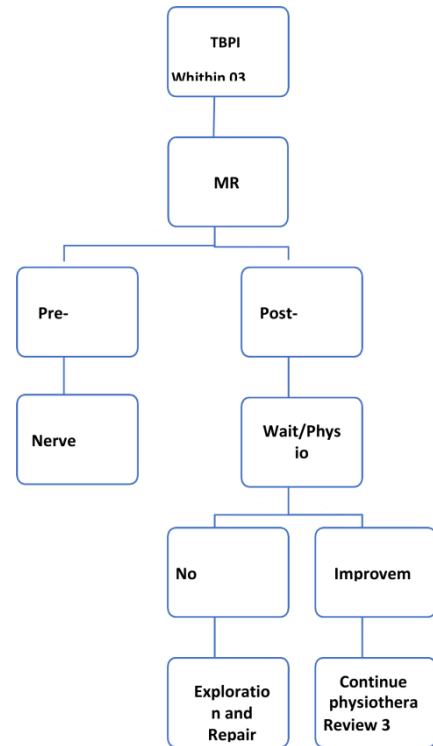 TBPI
Whithin 03
MR
Pre-
Post-
Nerve
Wait/Phys
io
No
Improvem
Exploratio
n and
Repair
Continue
physiothera
Review 3